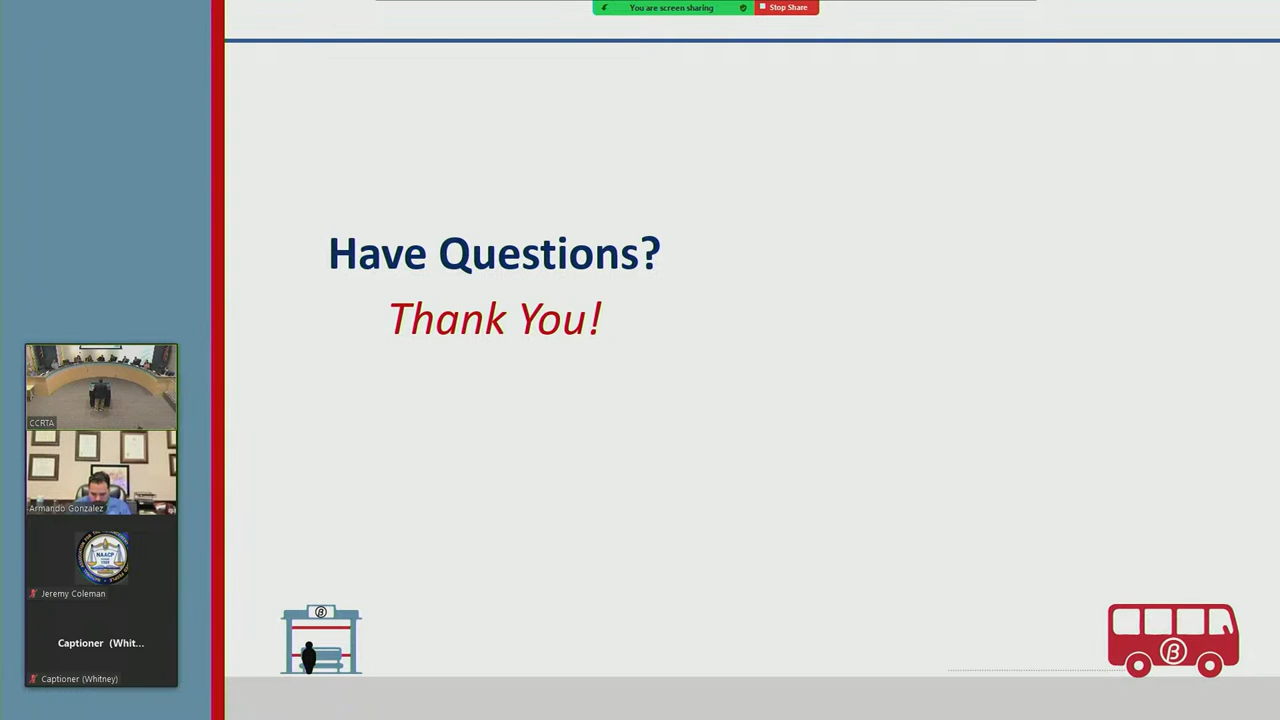 You are screen sharing
Stop Share
Have Questions?
Thank You!
CCRTA
Armando Gonzalez
NAACP
Jeremy Coleman
Captioner (Whit...
Captioner (Whitney)
β
β